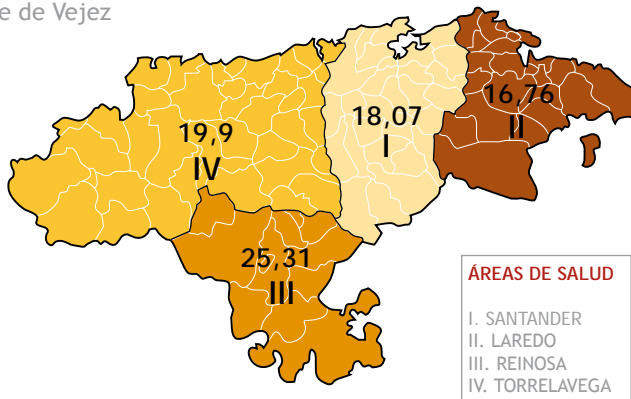 e de Vejez
16,76
II
18,07
I
19,9
IV
25,31
III
ÁREAS DE SALUD
I. SANTANDER
II. LAREDO
III. REINOSA
IV. TORRELAVEGA